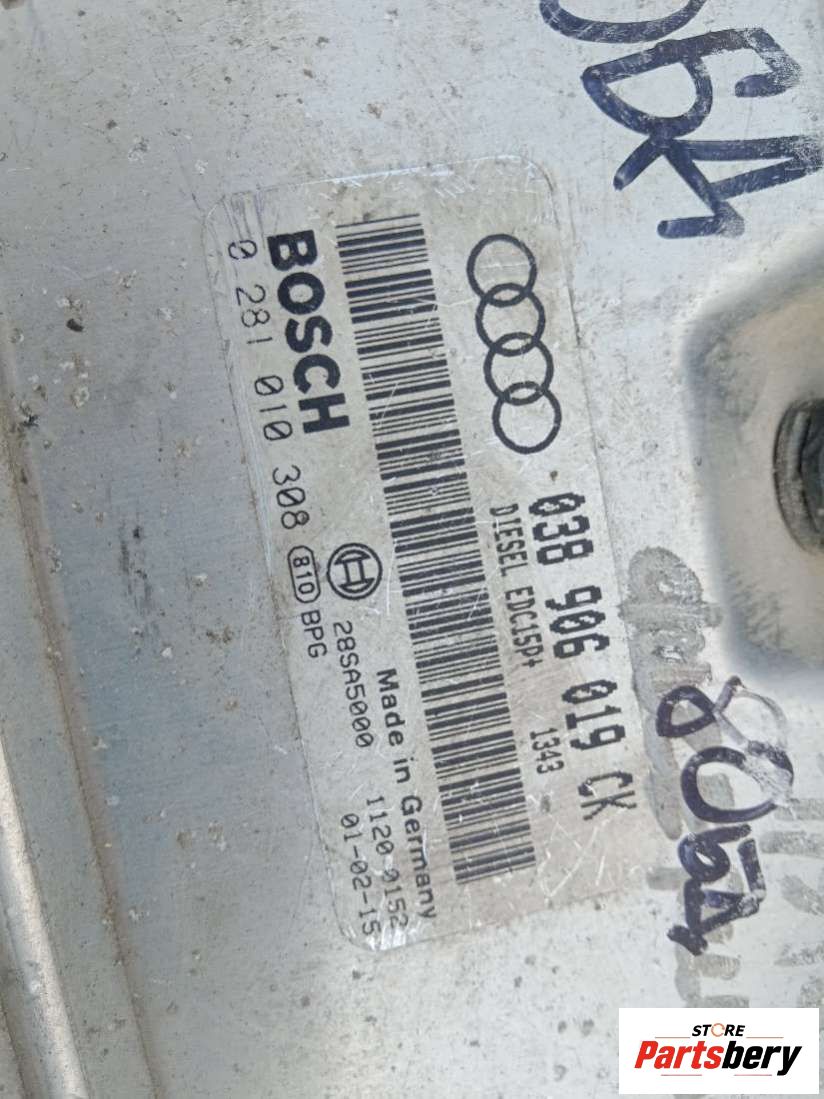 038 906 019 CK
DIESEL EDC15P+ 1343
BOSCH
0 281 010 308 810 BPG
28SA5000
Made in Germany
1120 0152
01-02-15
STORE
Partsbery